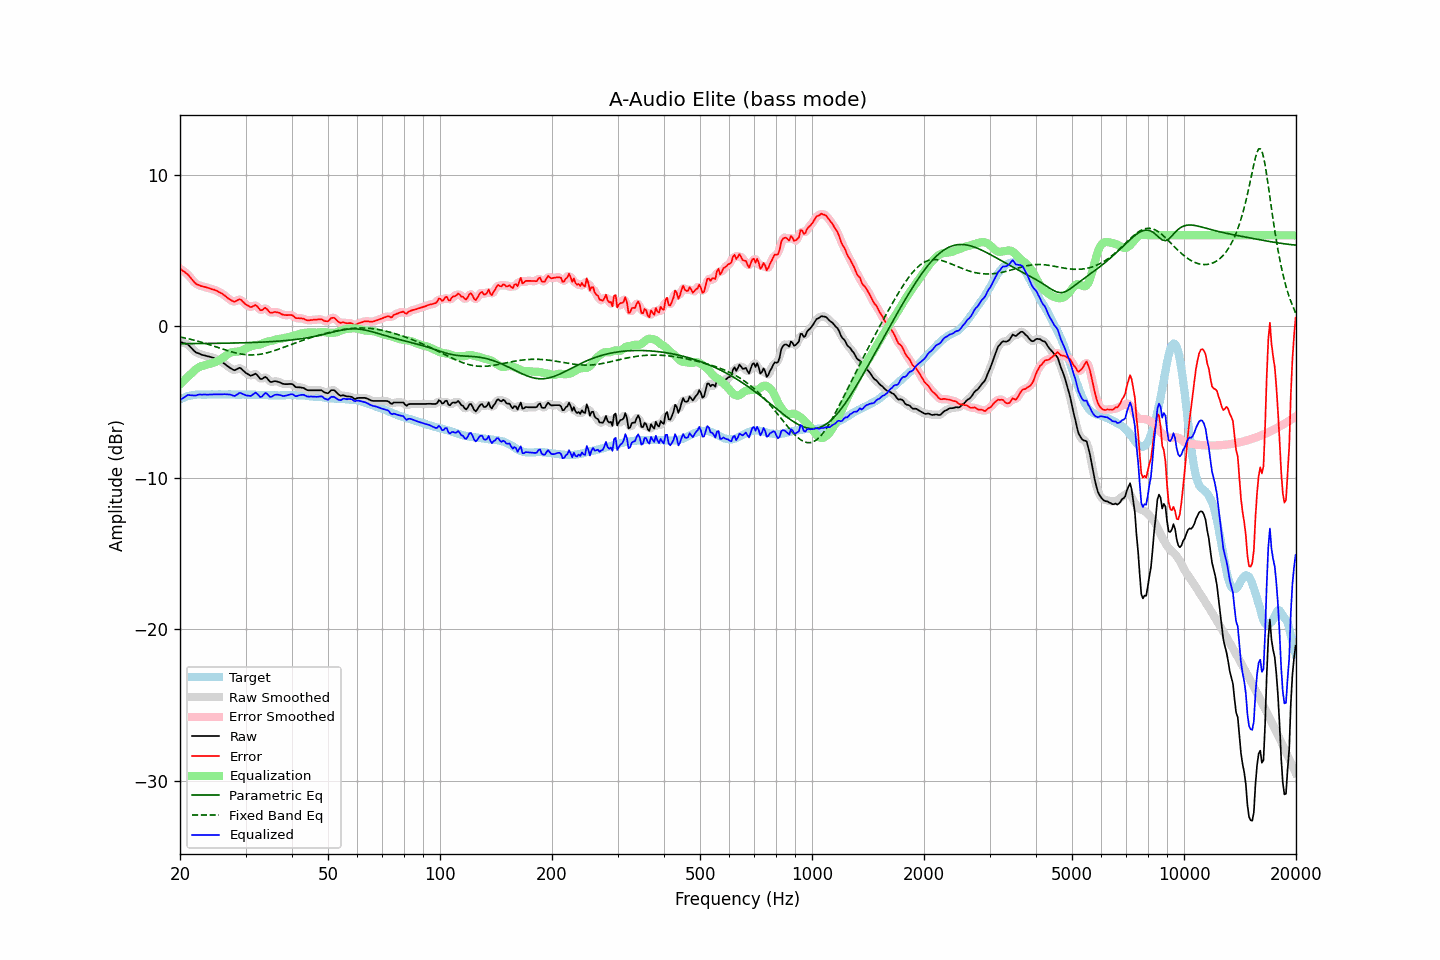 A-Audio Elite (bass mode)
10
0
−10
−20
−30
Amplitude (dBr)
Target
Raw Smoothed
Error Smoothed
Raw
Error
Equalization
Parametric Eq
Fixed Band Eq
Equalized
20 50 100 200 500 1000 2000 5000 10000 20000
Frequency (Hz)